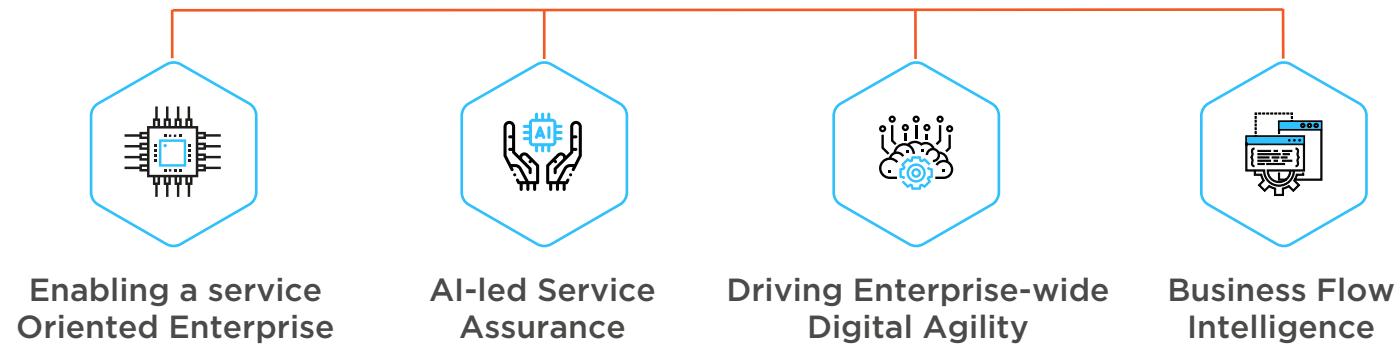 AI
Enabling a service
Oriented Enterprise
AI-led Service
Assurance
Driving Enterprise-wide
Digital Agility
Business Flow
Intelligence